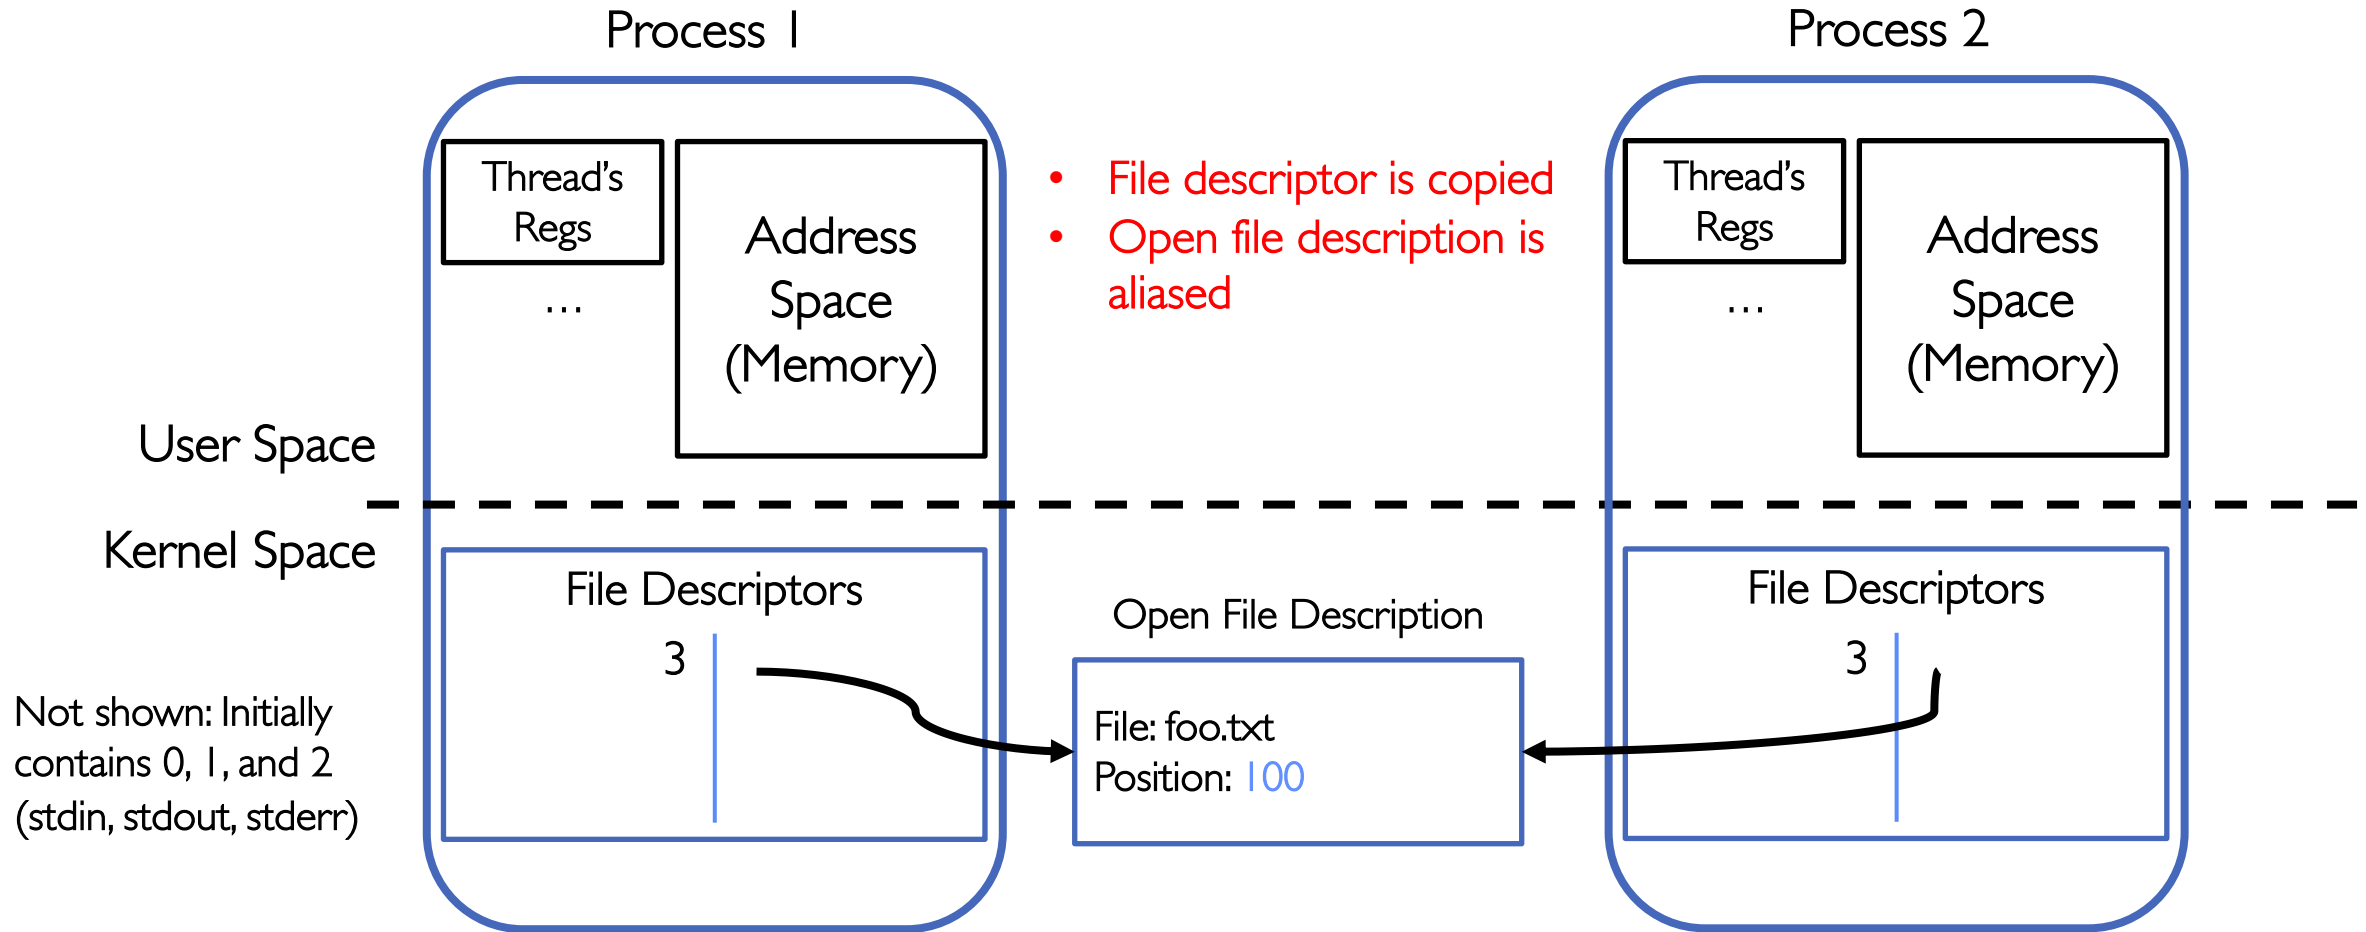 Process 1
Process 2
Thread's
Regs
...
Address
Space
(Memory)
• File descriptor is copied
• Open file description is
aliased
Thread's
Regs
...
Address
Space
(Memory)
User Space
Kernel Space
File Descriptors
3
Open File Description
File: foo.txt
Position: 100
File Descriptors
3
Not shown: Initially
contains 0, 1, and 2
(stdin, stdout, stderr)